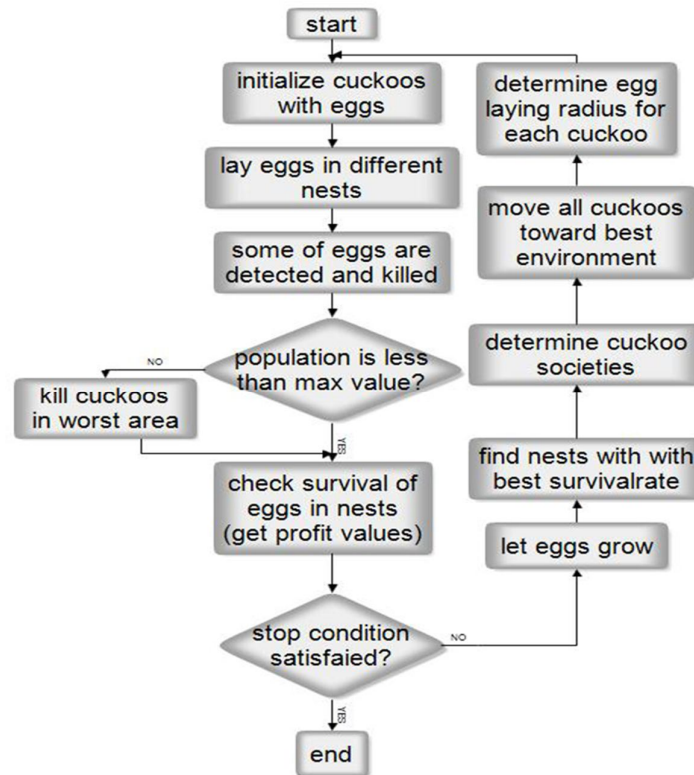 start
initialize cuckoos
with eggs
lay eggs in different
nests
some of eggs are
detected and killed
population is less
than max value?
NO
kill cuckoos
in worst area
YES
check survival of
eggs in nests
(get profit values)
stop condition
satisfaied?
NO
YES
end
let eggs grow
find nests with with
best survivalrate
determine cuckoo
societies
move all cuckoos
toward best
environment
determine egg
laying radius for
each cuckoo